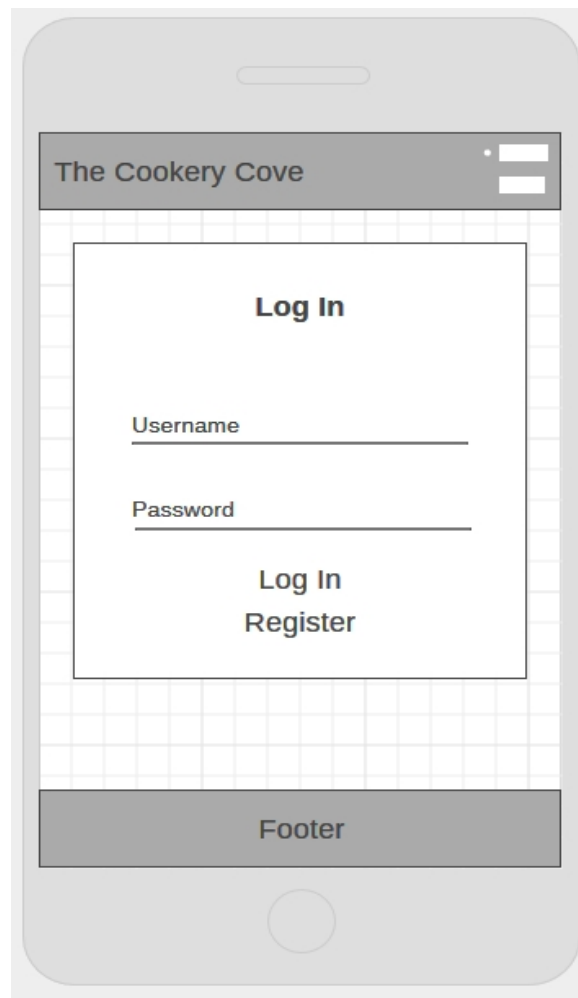 The Cookery Cove
Log In
Username
Password
Log In
Register
Footer